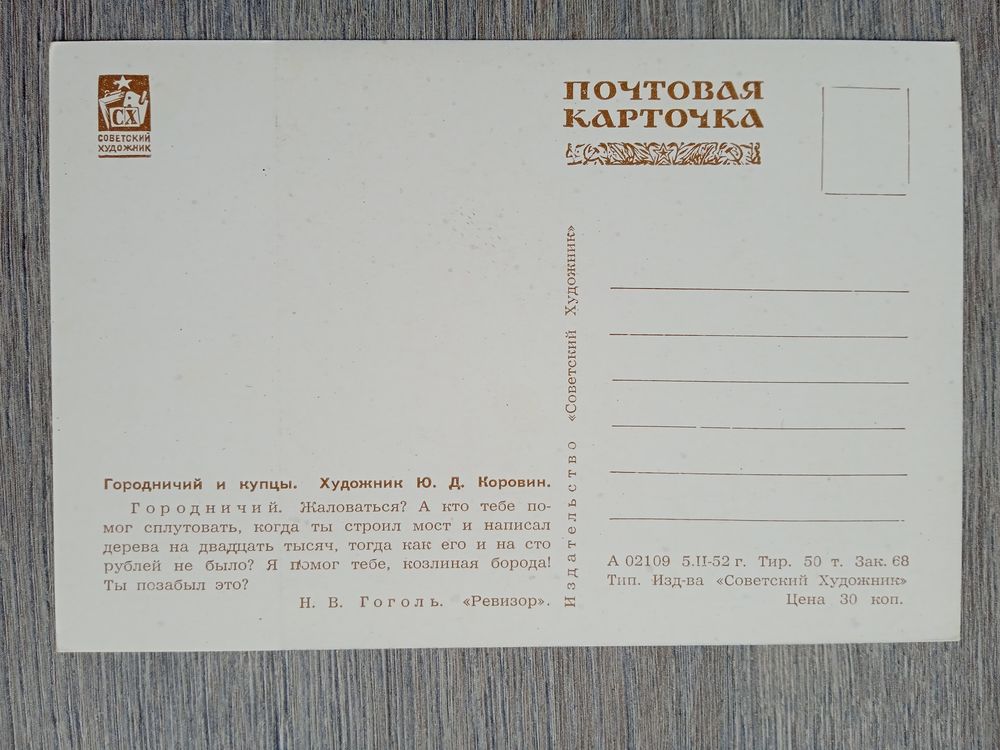 СХ
СОВЕТСКИЙ
ХУДОЖНИК
ПОЧТОВАЯ
КАРТОЧКА
Городничий и купцы. Художник Ю. Д. Коровин.
Городничий. Жаловаться? А кто тебе по-
мог сплутовать, когда ты строил мост и написал
дерева на двадцать тысяч, тогда как его и на сто
рублей не было? Я помог тебе, козлиная борода!
Ты позабыл это?
Н. В. Гоголь. «Ревизор».
Издательство «Советский Художник»
А 02109 5.II-52 г. Тир. 50 т. Зак. 68
Тип. Изд-ва «Советский Художник»
Цена 30 коп.